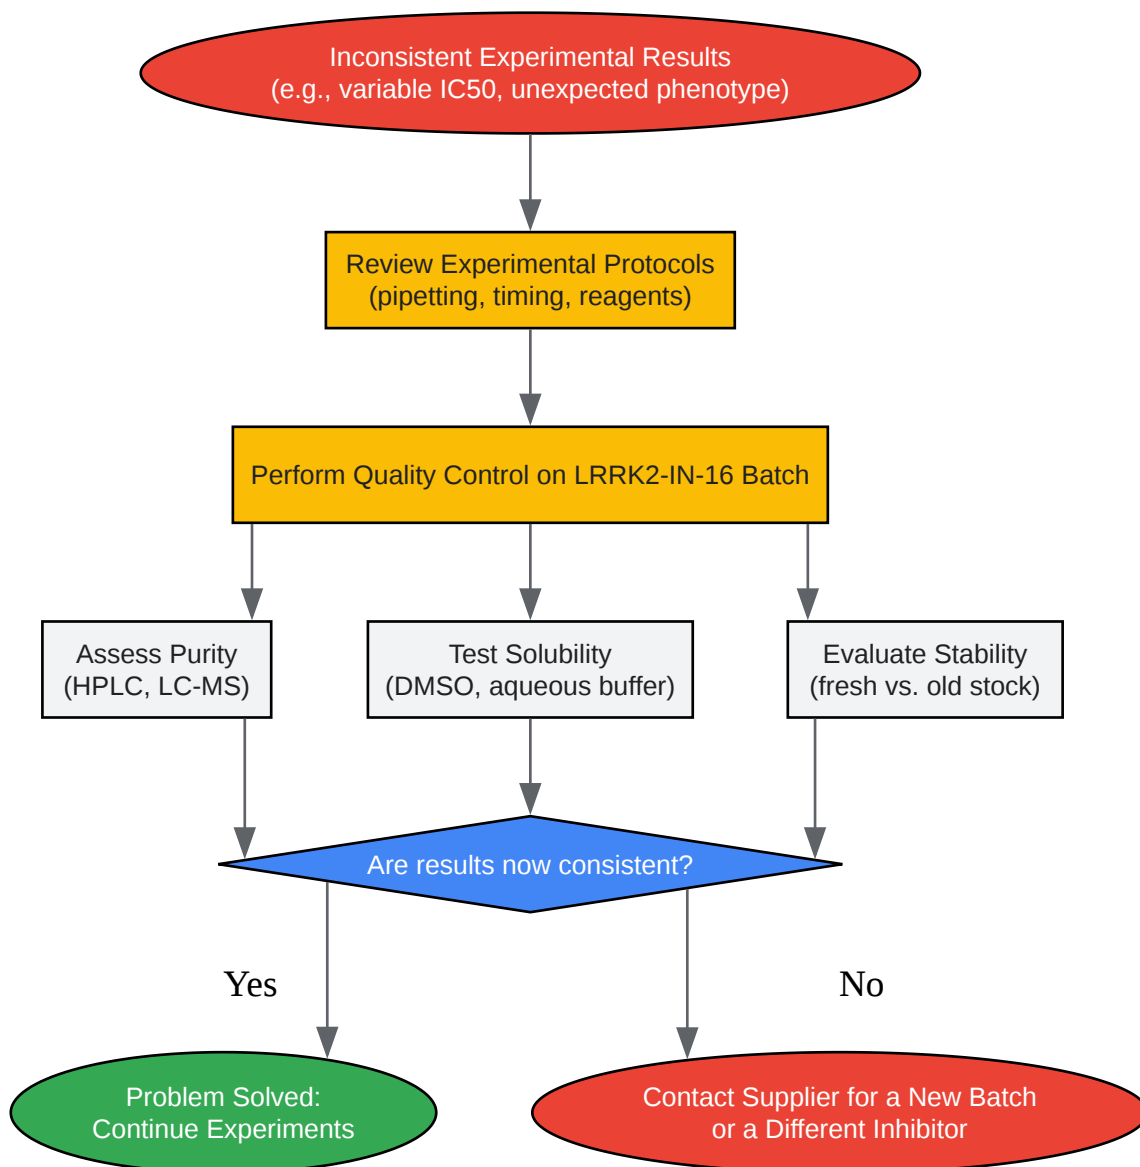 Inconsistent Experimental Results
(e.g., variable IC50, unexpected phenotype)
Review Experimental Protocols
(pipetting, timing, reagents)
Perform Quality Control on LRRK2-IN-16 Batch
Assess Purity
(HPLC, LC-MS)
Test Solubility
(DMSO, aqueous buffer)
Evaluate Stability
(fresh vs. old stock)
Are results now consistent?
Yes
No
Problem Solved:
Continue Experiments
Contact Supplier for a New Batch
or a Different Inhibitor